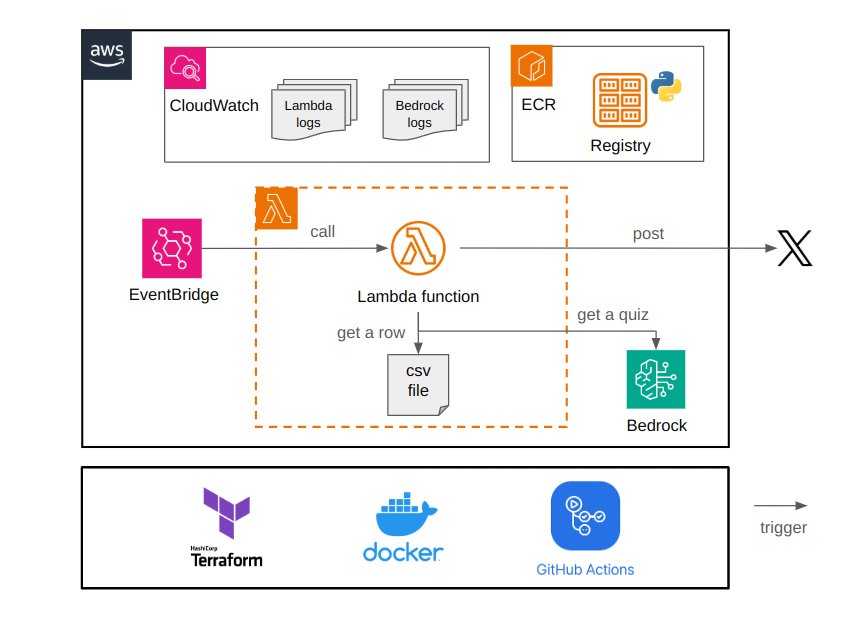 aws
CloudWatch
Lambda
logs
Bedrock
logs
ECR
Registry
call
post
EventBridge
Lambda function
get a row
get a quiz
csv
file
Bedrock
HashiCorp
Terraform
docker
GitHub Actions
trigger